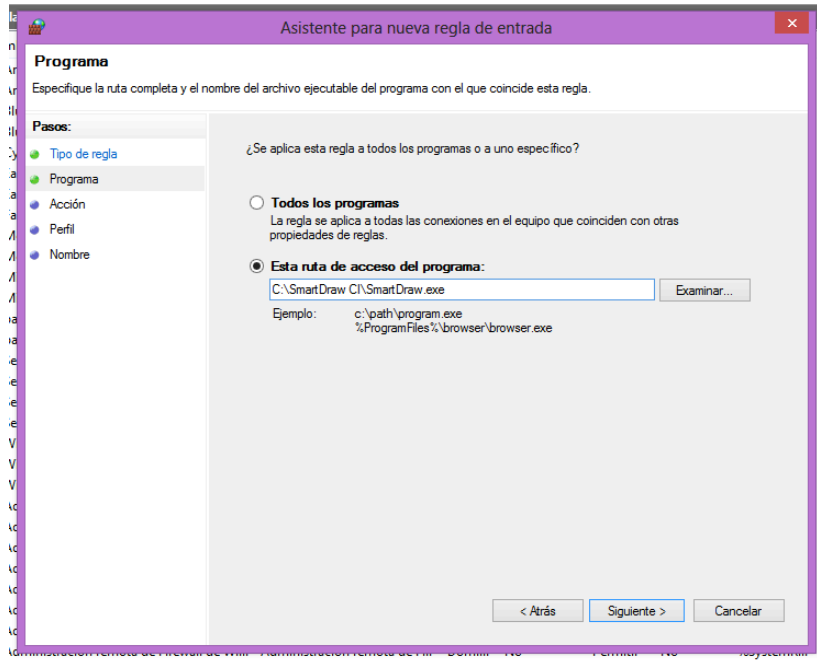 Asistente para nueva regla de entrada
Programa
Especifique la ruta completa y el nombre del archivo ejecutable del programa con el que coincide esta regla.
Pasos:
Tipo de regla
Programa
Acción
Perfil
Nombre
¿Se aplica esta regla a todos los programas o a uno específico?
Todos los programas
La regla se aplica a todas las conexiones en el equipo que coinciden con otras
propiedades de reglas.
Esta ruta de acceso del programa:
C:\SmartDraw CI\SmartDraw.exe
Examinar...
Ejemplo:
c:\path\program.exe
%ProgramFiles%\browser\browser.exe
< Atrás
Siguiente >
Cancelar